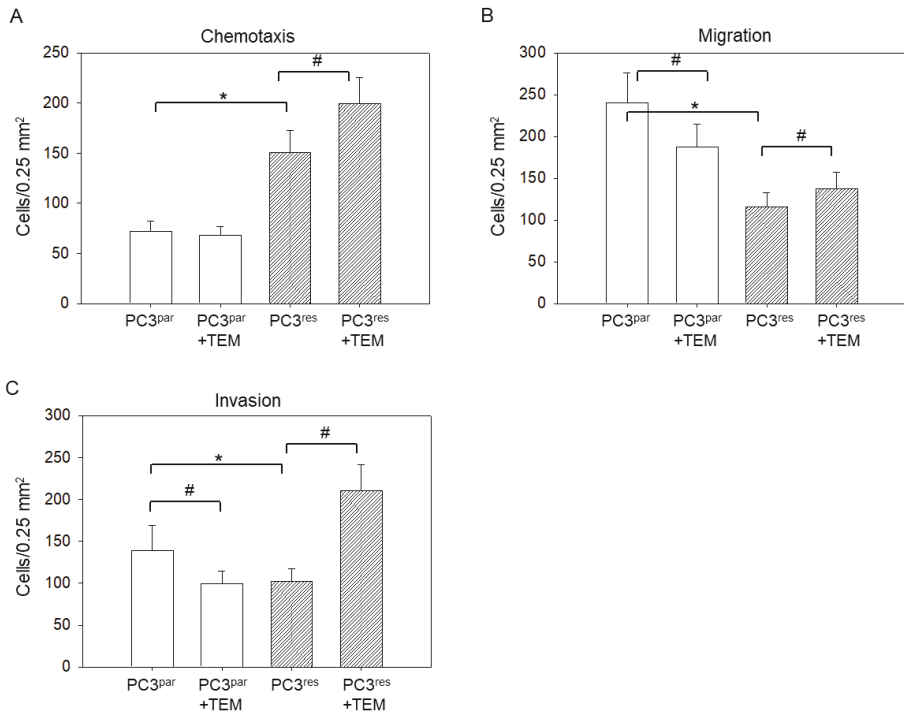 A
Chemotaxis
Cells/0.25 mm²
250
200
150
100
50
0
*
#
PC3ᵖᵃʳ
PC3ᵖᵃʳ
+TEM
PC3ʳᵉˢ
PC3ʳᵉˢ
+TEM
B
Migration
Cells/0.25 mm²
300
250
200
150
100
50
0
#
*
#
PC3ᵖᵃʳ
PC3ᵖᵃʳ
+TEM
PC3ʳᵉˢ
PC3ʳᵉˢ
+TEM
C
Invasion
Cells/0.25 mm²
300
250
200
150
100
50
0
#
*
#
PC3ᵖᵃʳ
PC3ᵖᵃʳ
+TEM
PC3ʳᵉˢ
PC3ʳᵉˢ
+TEM